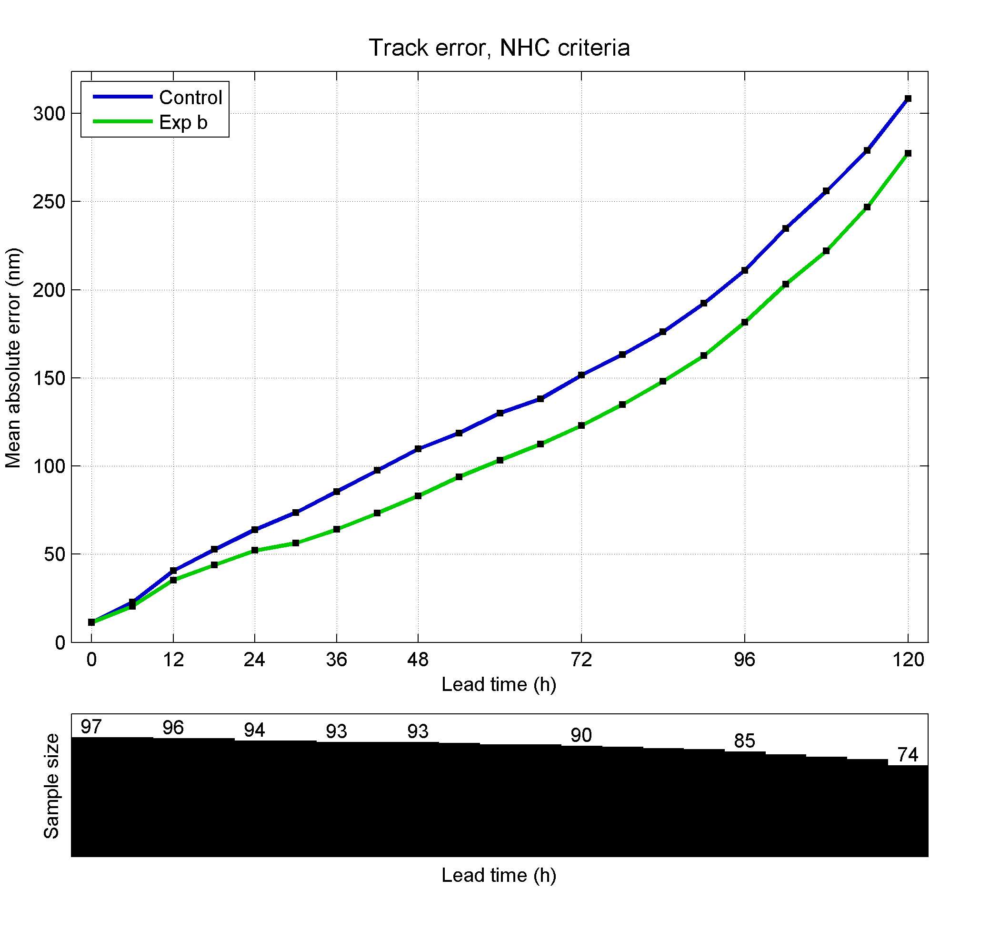 Track error, NHC criteria
Control
Exp b
Mean absolute error (nm)
300
250
200
150
100
50
0
0 12 24 36 48 72 96 120
Lead time (h)
Sample size
97 96 94 93 93 90 85 74
Lead time (h)